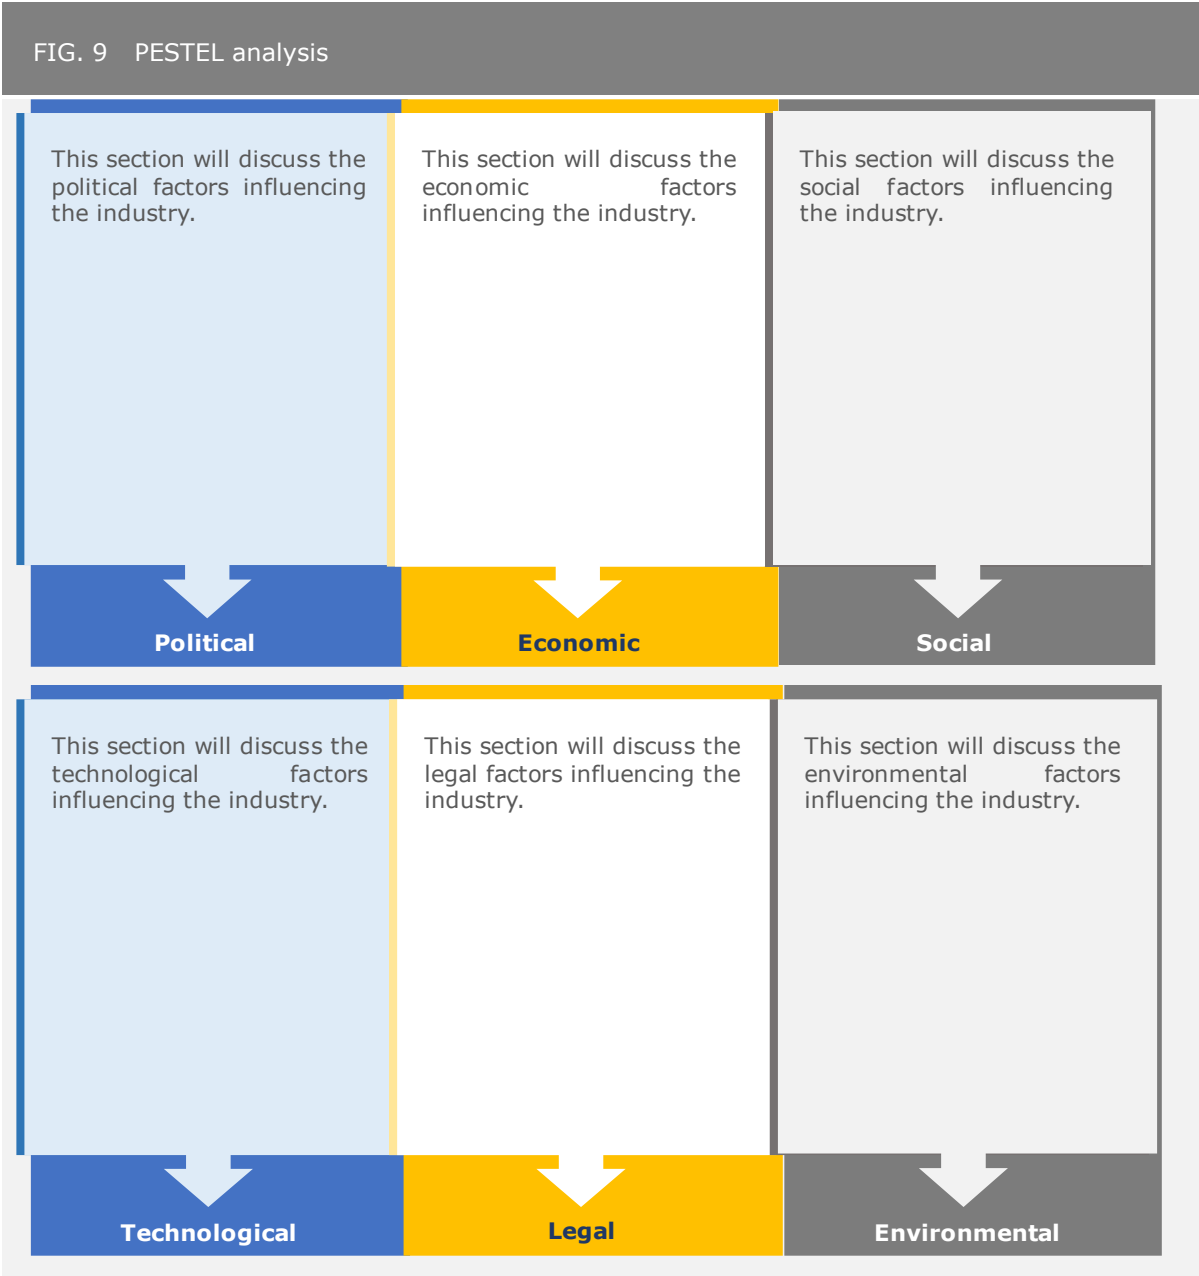 FIG. 9 PESTEL analysis
This section will discuss the
political factors influencing
the industry.
Political
This section will discuss the
economic factors
influencing the industry.
Economic
This section will discuss the
social factors influencing
the industry.
Social
This section will discuss the
technological factors
influencing the industry.
Technological
This section will discuss the
legal factors influencing the
industry.
Legal
This section will discuss the
environmental factors
influencing the industry.
Environmental